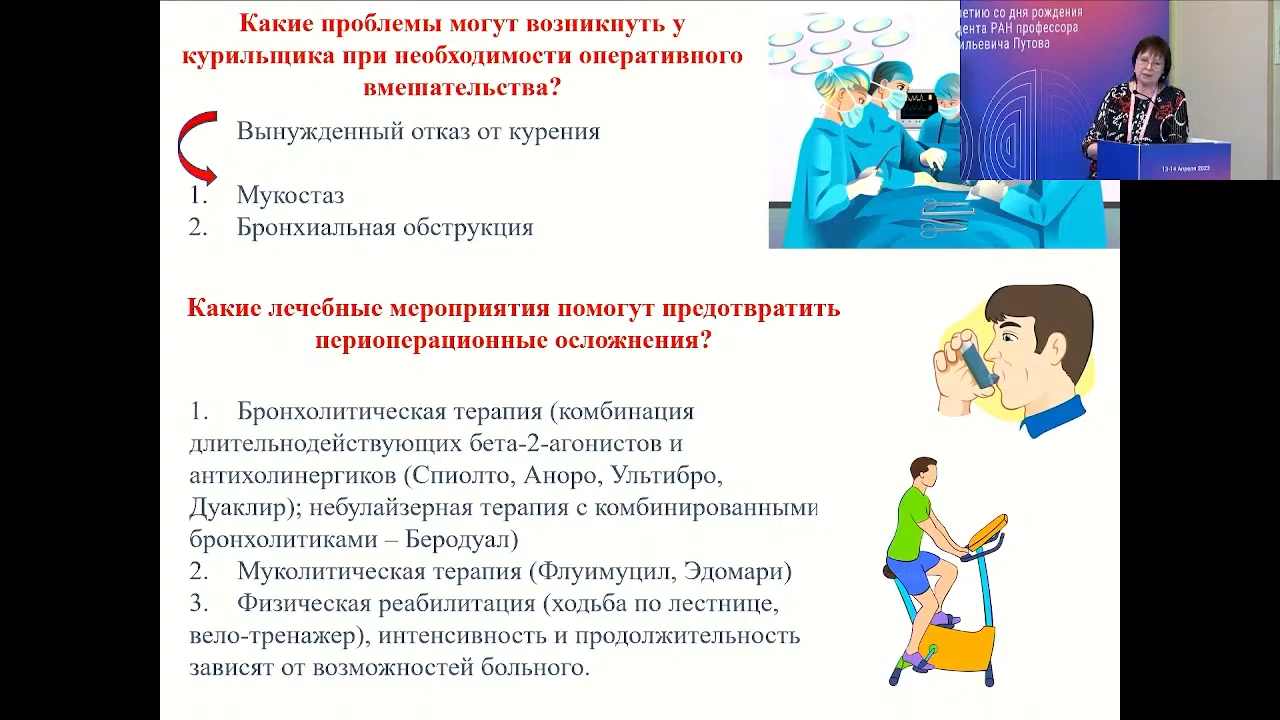 Какие проблемы могут возникнуть у
курильщика при необходимости оперативного
вмешательства?
Вынужденный отказ от курения
1. Мукостаз
2. Бронхиальная обструкция
Какие лечебные мероприятия помогут предотвратить
периоперационные осложнения?
1. Бронхолитическая терапия (комбинация
длительнодействующих бета-2-агонистов и
антихолинергиков (Спиолто, Аноро, Ультибро,
Дуаклир); небулайзерная терапия с комбинированными
бронхолитиками – Беродуал)
2. Муколитическая терапия (Флуимуцил, Эдомари)
3. Физическая реабилитация (ходьба по лестнице,
вело-тренажер), интенсивность и продолжительность
зависят от возможностей больного.
летию со дня рождения
дента РАН профессора
ильевича Путова
13-14 Апреля 2023